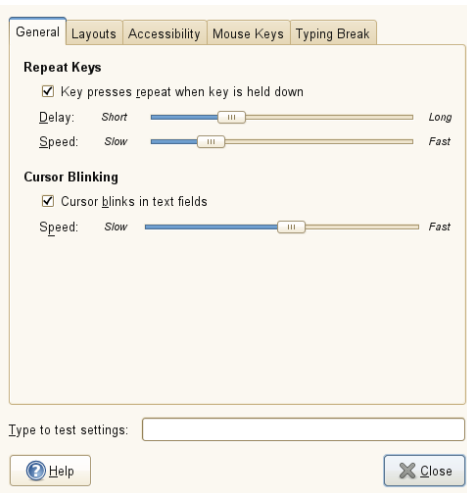 General Layouts Accessibility Mouse Keys Typing Break
Repeat Keys
Key presses repeat when key is held down
Delay: Short Long
Speed: Slow Fast
Cursor Blinking
Cursor blinks in text fields
Speed: Slow Fast
Type to test settings:
Help Close